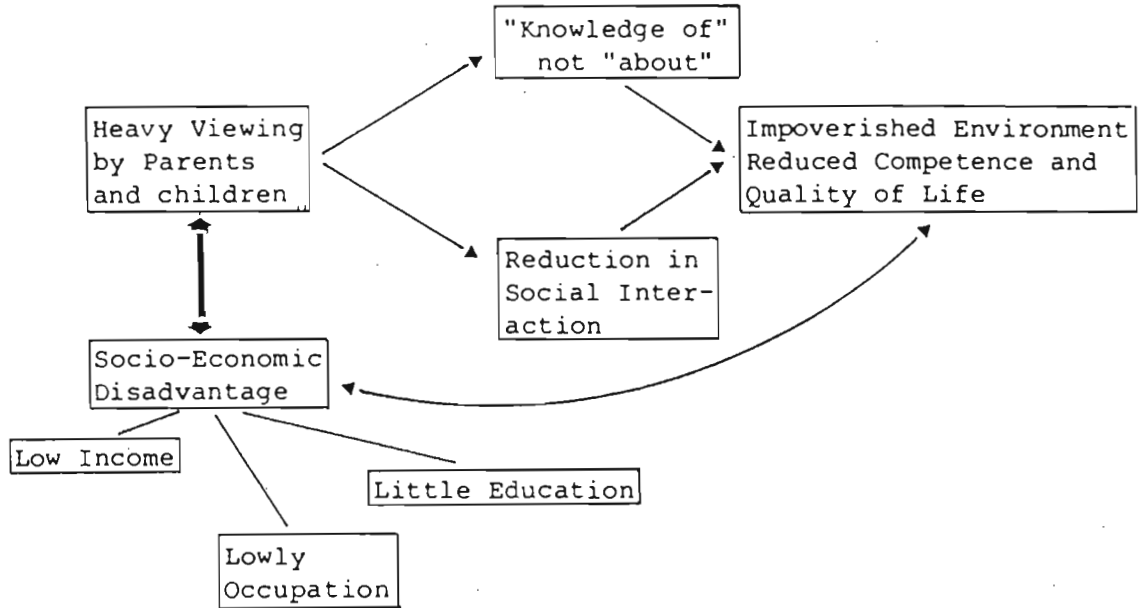 "Knowledge of"
not "about"
Heavy Viewing
by Parents
and children
Impoverished Environment
Reduced Competence and
Quality of Life
Reduction in
Social Inter-
action
Socio-Economic
Disadvantage
Low Income
Little Education
Lowly
Occupation